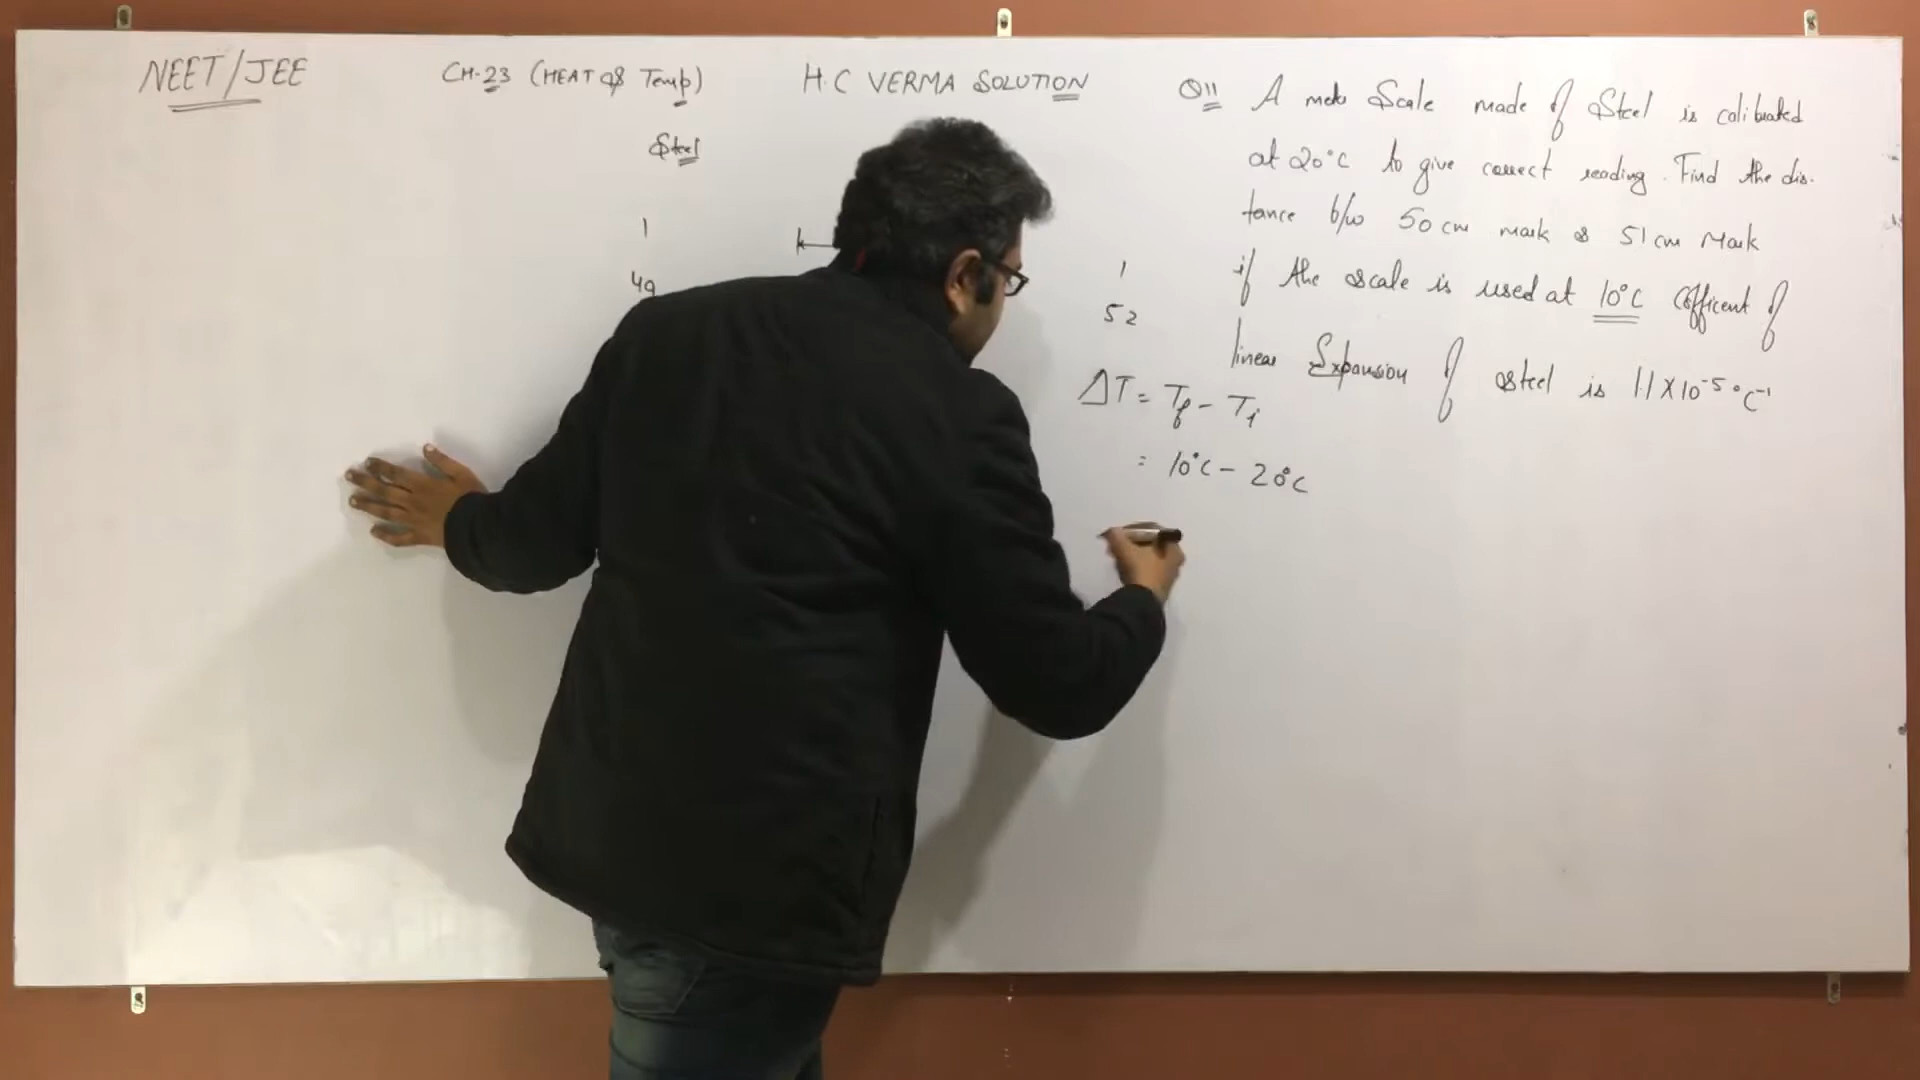 NEET/JEE
CH-23 (HEAT & Temp)
H.C VERMA SOLUTION
Steel
1
49
1
52
Q11 A metre Scale made of Steel is calibrated
at 20°C to give correct reading. Find the dis-
tance b/w 50 cm mark & 51 cm Mark
if the scale is used at 10°C Cofficent of
linear Expansion of steel is 1.1 X 10⁻⁵ °C⁻¹
ΔT = Tf - Ti
= 10°C - 20°C